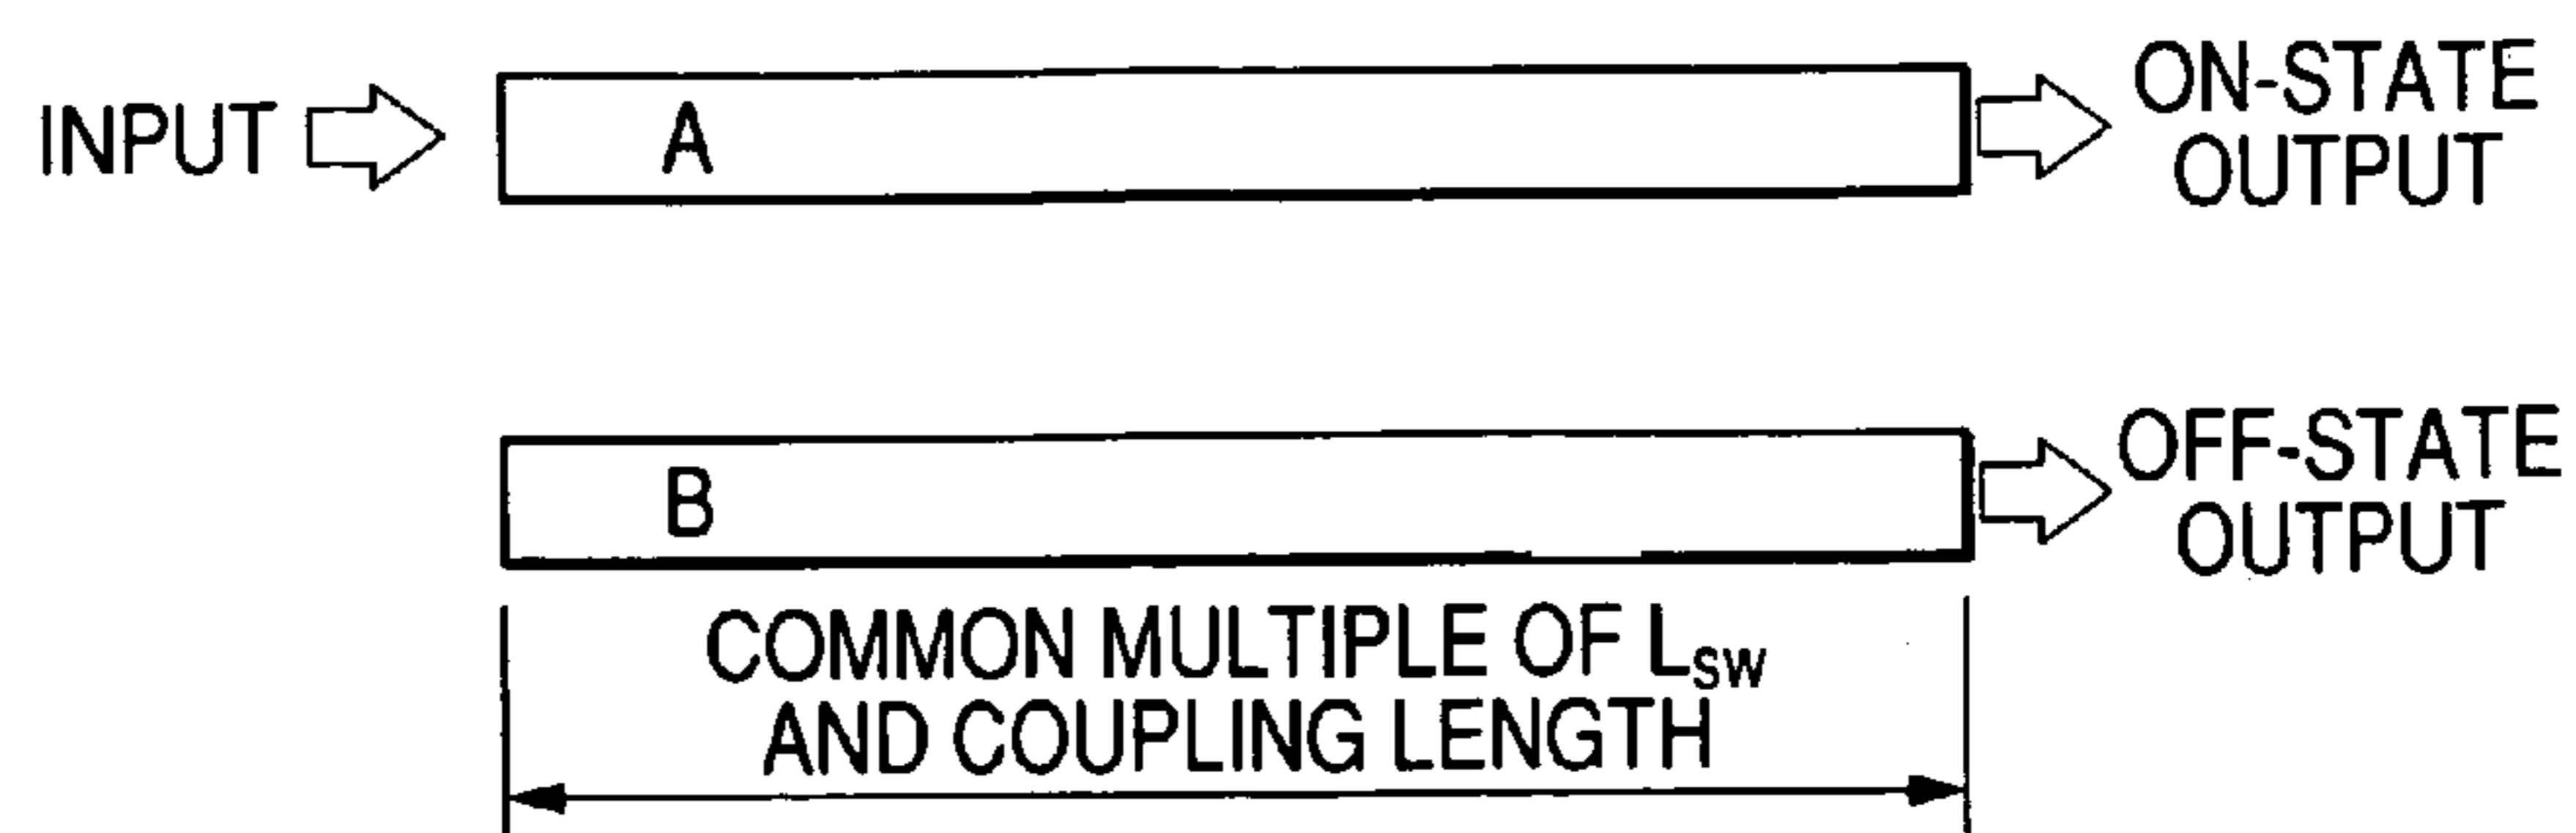 INPUT
A
ON-STATE
OUTPUT
B
OFF-STATE
OUTPUT
COMMON MULTIPLE OF LSW
AND COUPLING LENGTH